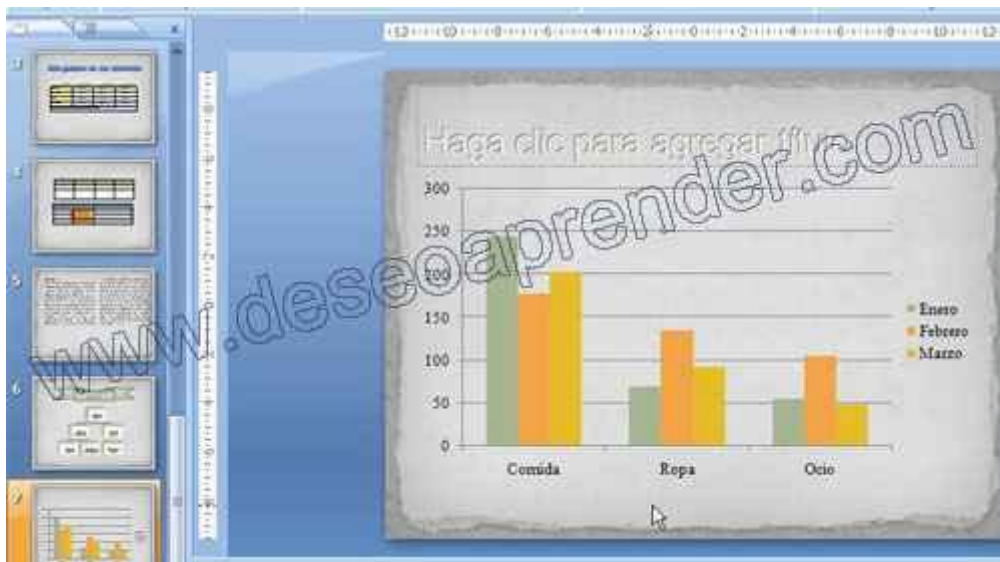 Haga clic para agregar título
www.deseoaprender.com
300
250
200
150
100
50
0
Enero
Febrero
Marzo
Comida
Ropa
Ocio